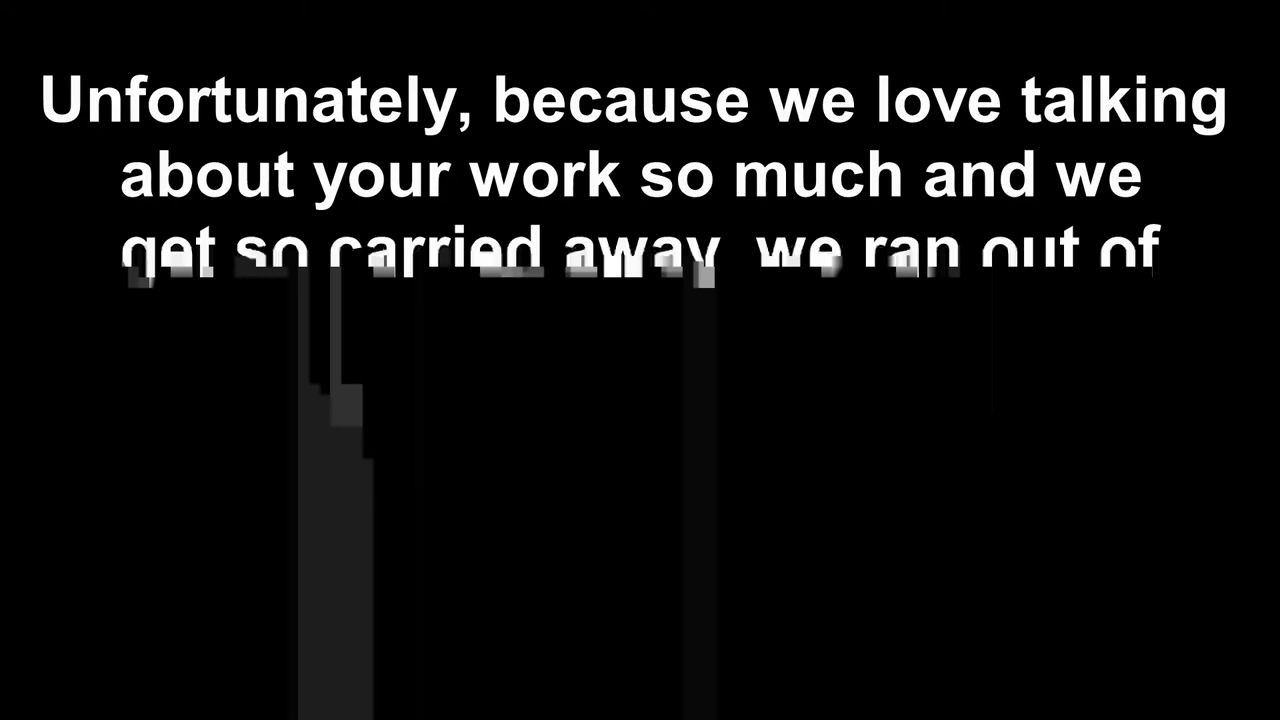 Unfortunately, because we love talking
about your work so much and we
get so carried away, we ran out of